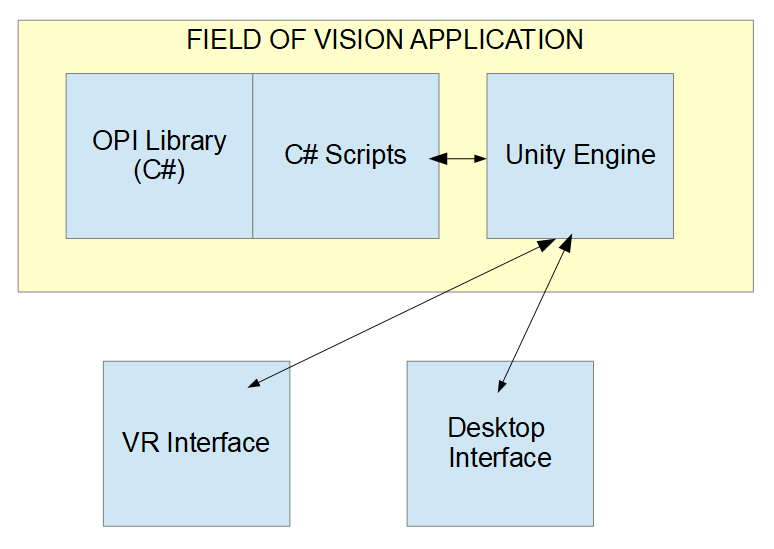 FIELD OF VISION APPLICATION
OPI Library
(C#)
C# Scripts
Unity Engine
VR Interface
Desktop
Interface